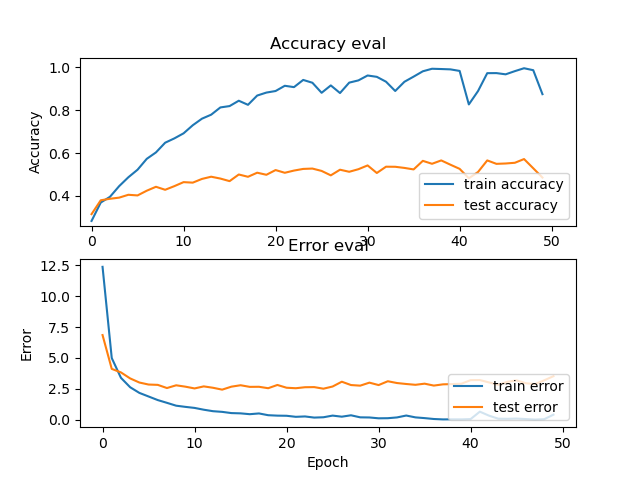 Accuracy eval
1.0
0.8
0.6
0.4
Accuracy
train accuracy
test accuracy
0 10 20 30 40 50
Error eval
12.5
10.0
7.5
5.0
2.5
0.0
Error
train error
test error
0 10 20 30 40 50
Epoch